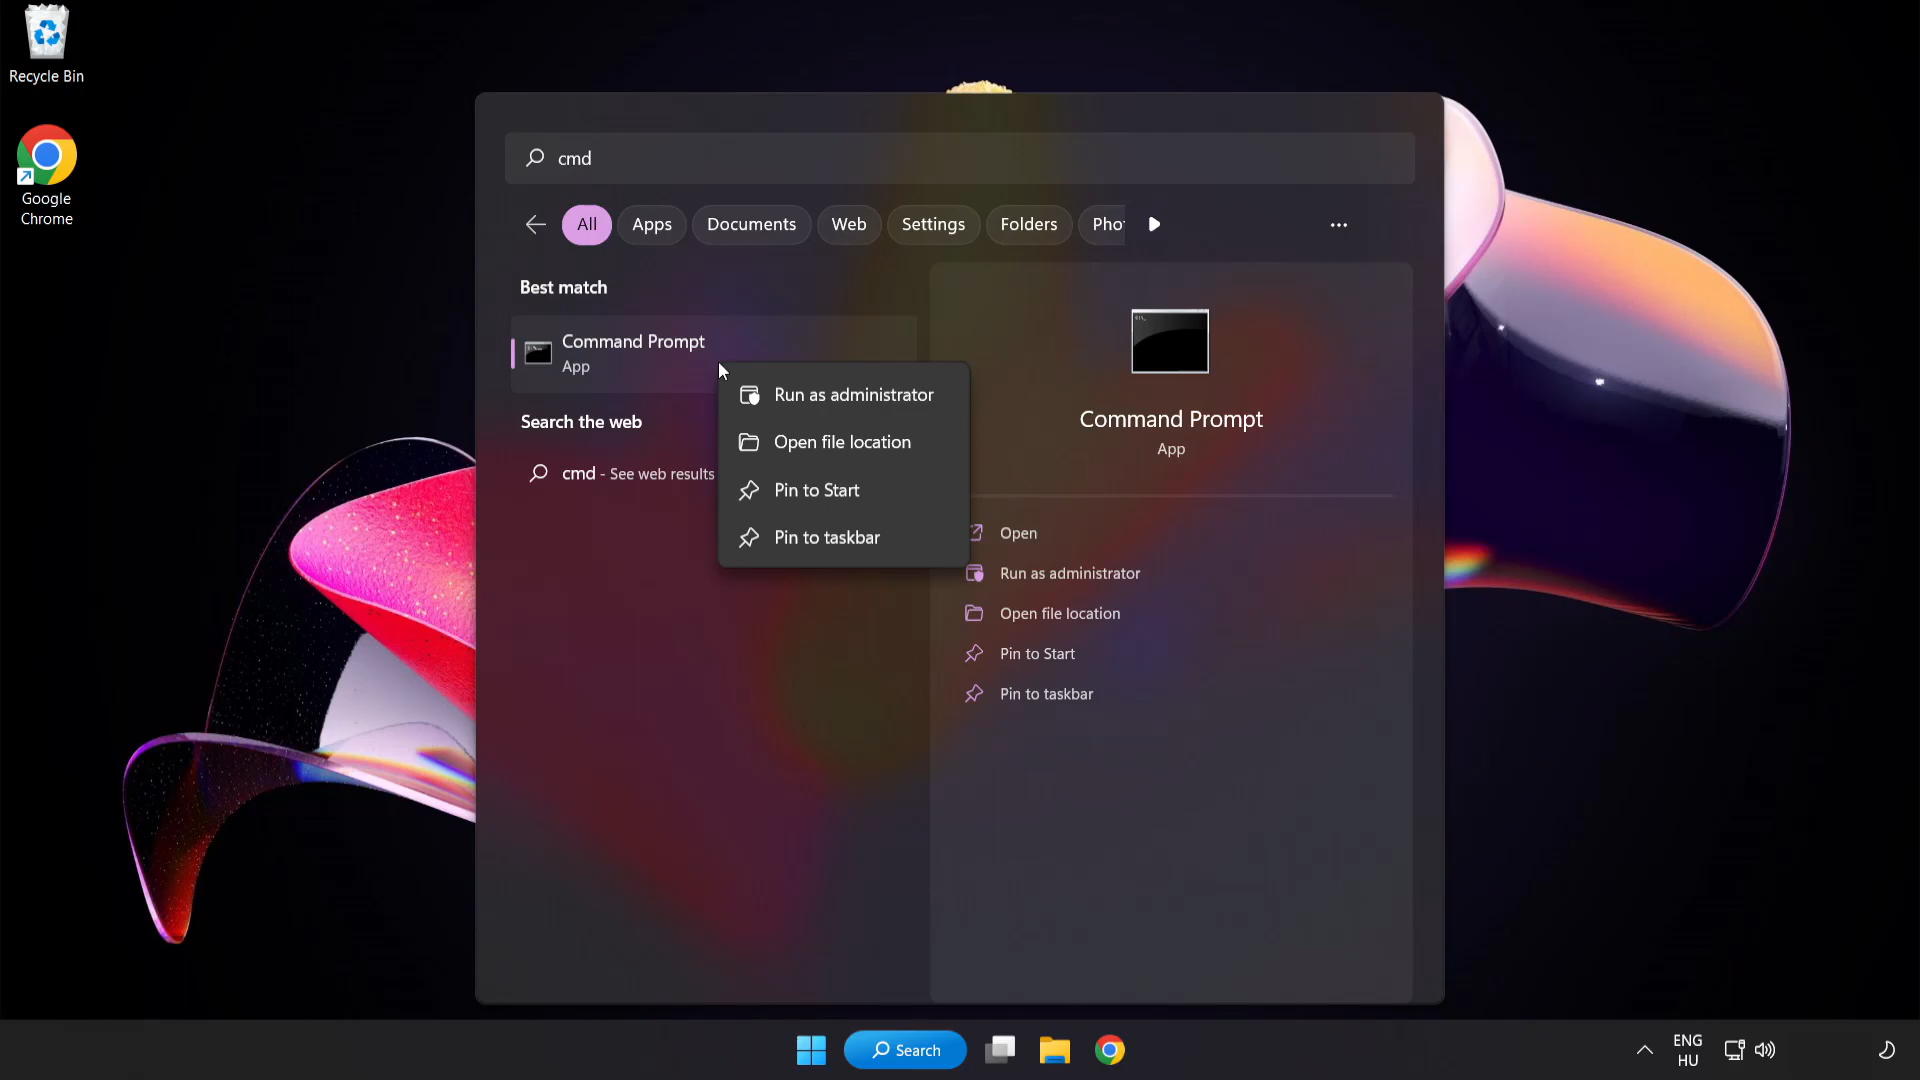 Recycle Bin
Google
Chrome
cmd
All
Apps
Documents
Web
Settings
Folders
Pho
Best match
Command Prompt
App
Search the web
cmd - See web results
Run as administrator
Open file location
Pin to Start
Pin to taskbar
Command Prompt
App
Open
Run as administrator
Open file location
Pin to Start
Pin to taskbar
Search
ENG
HU